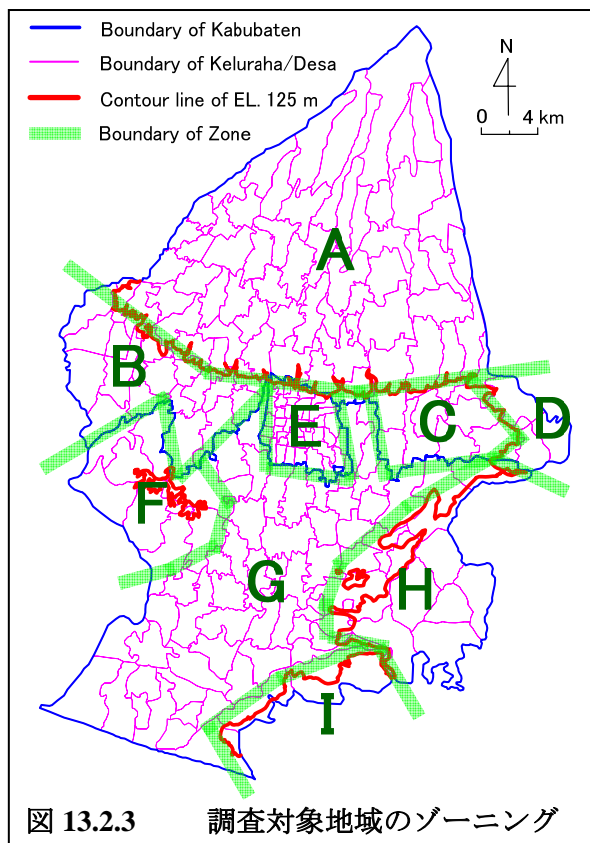 Boundary of Kabubaten
Boundary of Keluraha/Desa
Contour line of EL. 125 m
Boundary of Zone
N
0 4 km
A
B
E
C
D
F
G
H
I
図 13.2.3 調査対象地域のゾーニング